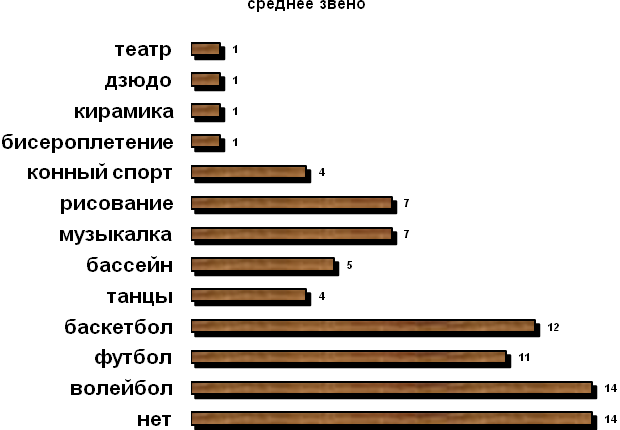 среднее звено
театр 1
дзюдо 1
кирамика 1
бисероплетение 1
конный спорт 4
рисование 7
музыкалка 7
бассейн 5
танцы 4
баскетбол 12
футбол 11
волейбол 14
нет 14